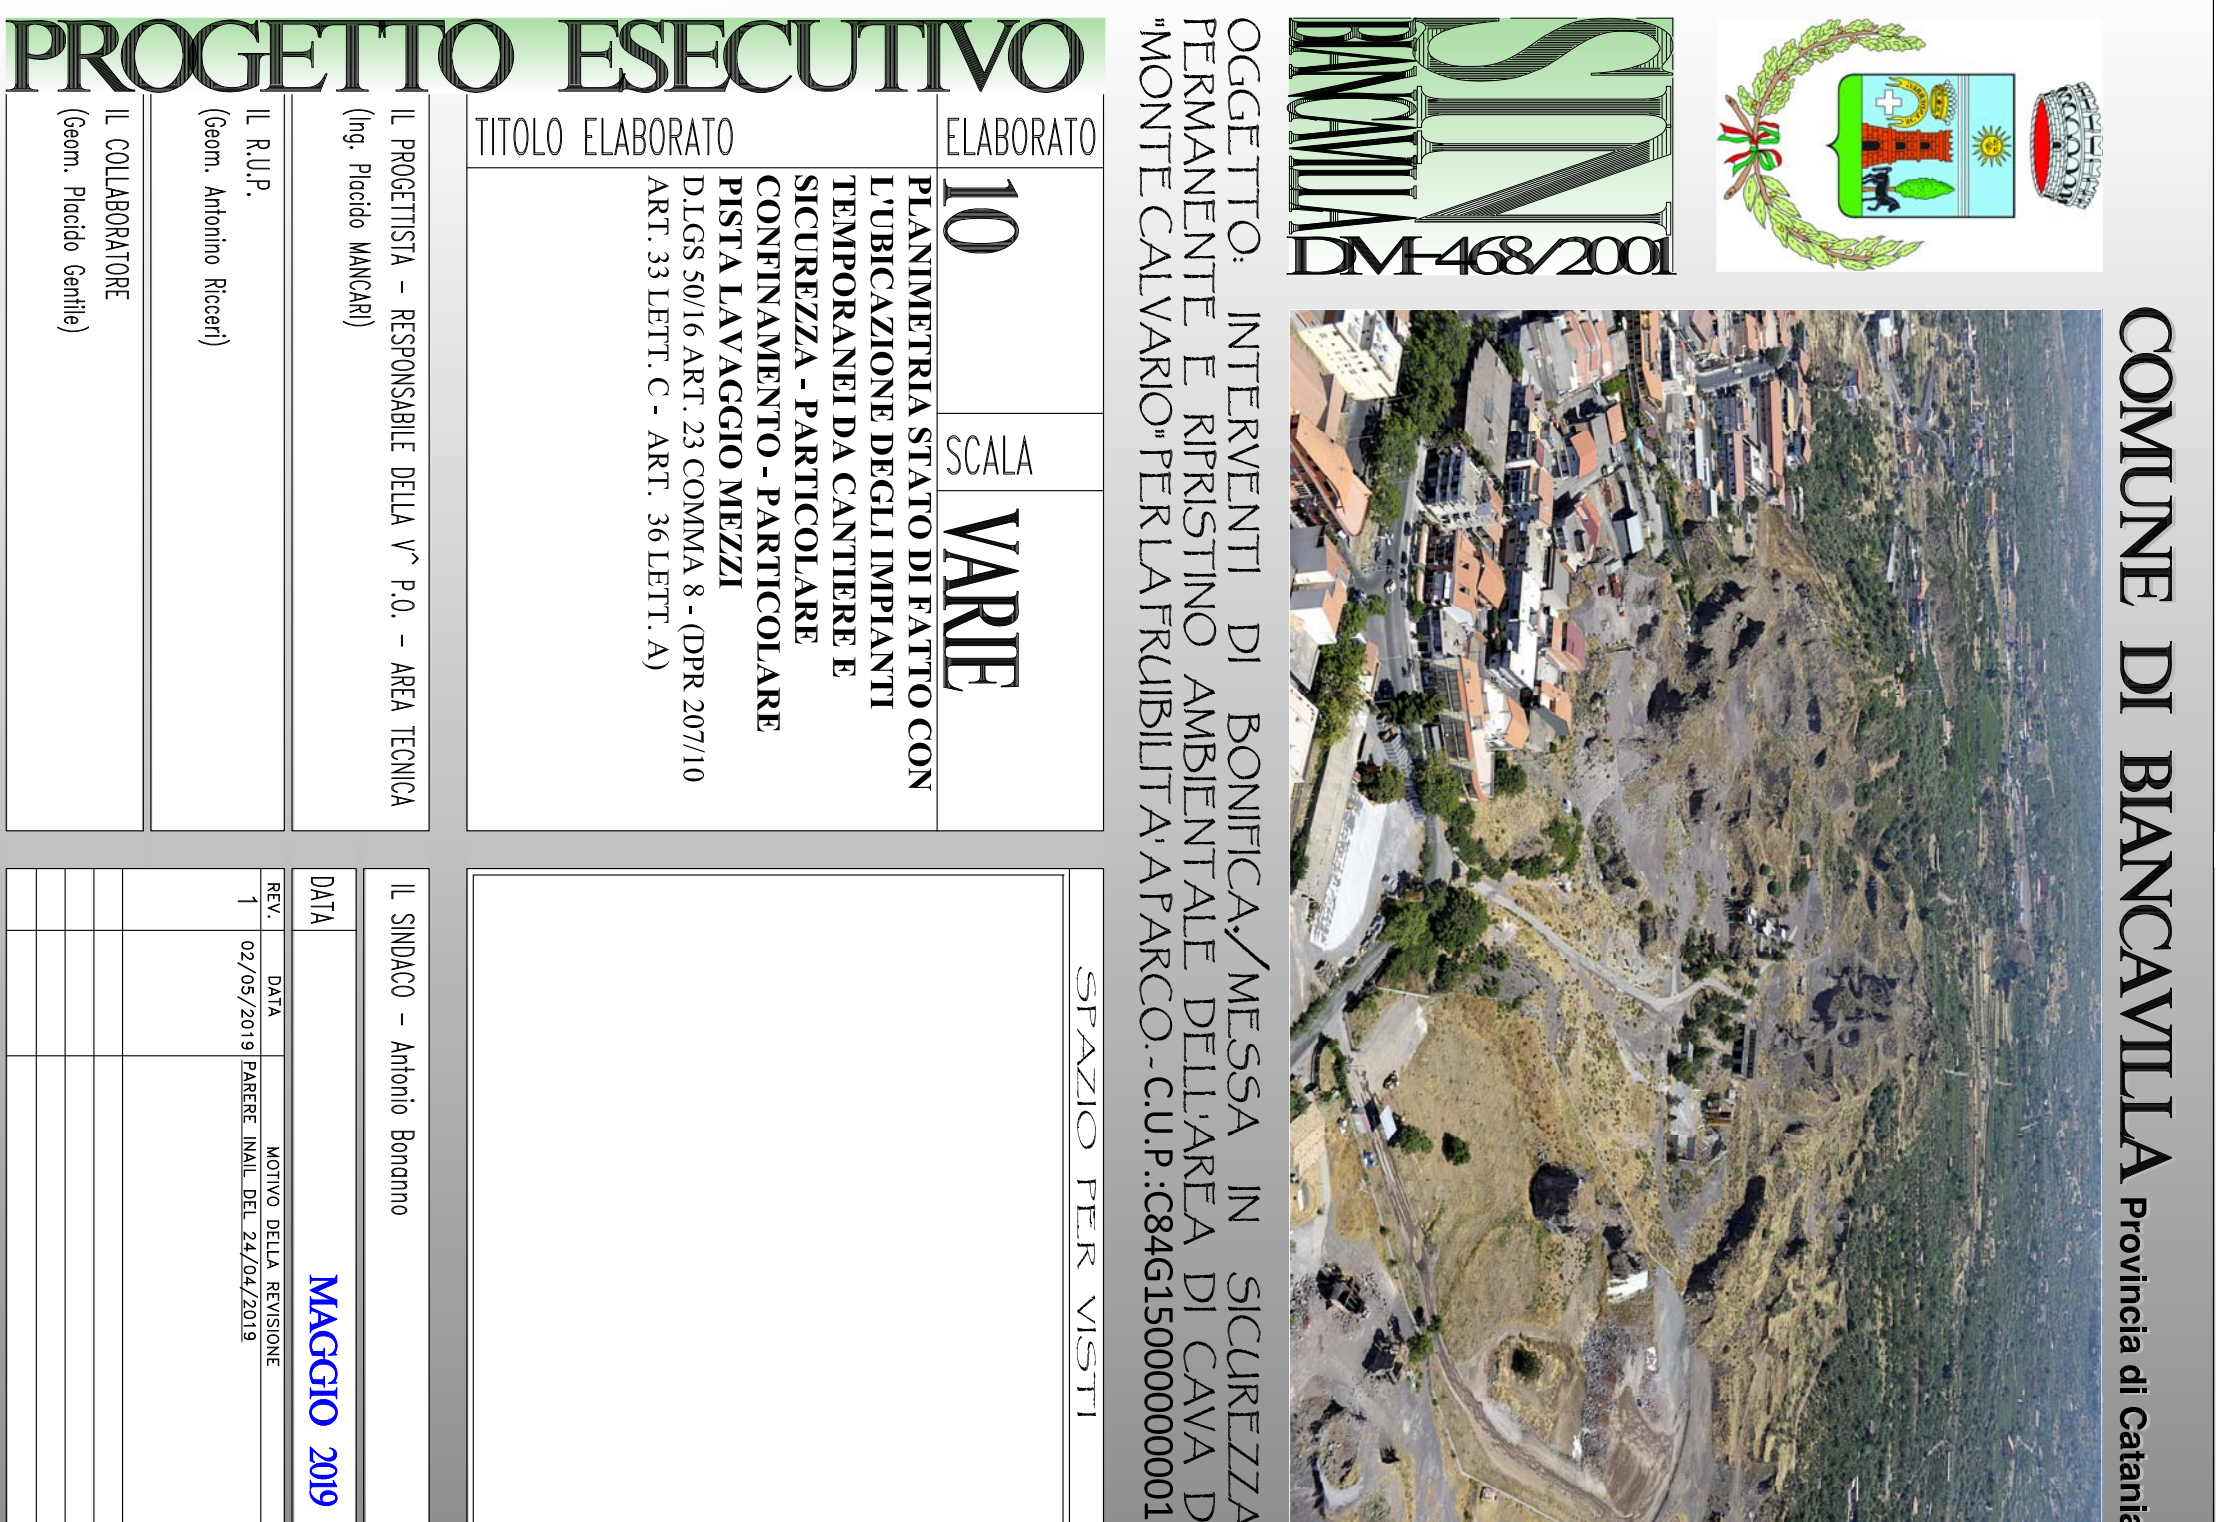 COMUNE DI BIANCAVILLA Provincia di Catania
SIN
BIANCAVILLA
DM-468/2001
OGGETTO: INTERVENTI DI BONIFICA./MESSA IN SICUREZZA
PERMANENTE E RIPRISTINO AMBIENTALE DELL'AREA DI CAVA D
"MONTE CALVARIO" PER LA FRUIBILITA' A PARCO.-C.U.P.:C84G15000000001
PROGETTO ESECUTIVO
ELABORATO
10
SCALA
VARIE
TITOLO ELABORATO
PLANIMETRIA STATO DI FATTO CON
L'UBICAZIONE DEGLI IMPIANTI
TEMPORANEI DA CANTIERE E
SICUREZZA - PARTICOLARE
CONFINAMENTO - PARTICOLARE
PISTA LAVAGGIO MEZZI
D.LGS 50/16 ART. 23 COMMA 8 - (DPR 207/10
ART. 33 LETT. C - ART. 36 LETT. A)
SPAZIO PER VISTI
IL PROGETTISTA - RESPONSABILE DELLA V^ P.O. - AREA TECNICA
(Ing. Placido MANCARI)
IL R.U.P.
(Geom. Antonino Ricceri)
IL COLLABORATORE
(Geom. Placido Gentile)
IL SINDACO - Antonio Bonanno
DATA
MAGGIO 2019
REV. DATA MOTIVO DELLA REVISIONE
1 02/05/2019 PARERE INAIL DEL 24/04/2019